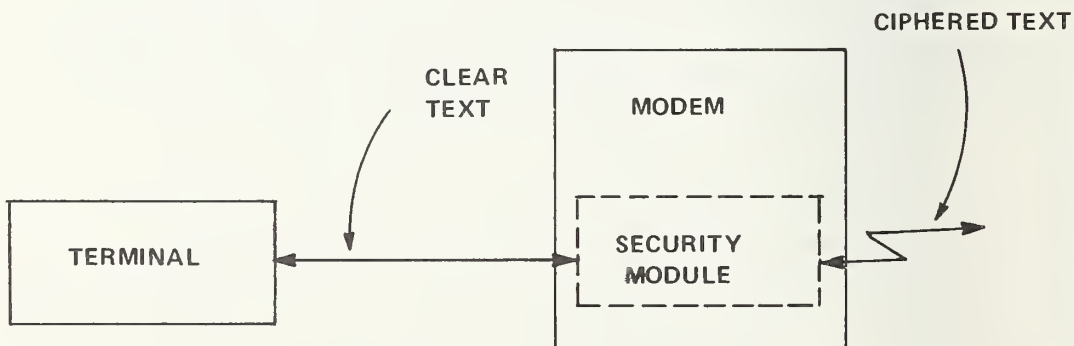 CIPHERED TEXT
CLEAR
TEXT
MODEM
TERMINAL
SECURITY
MODULE